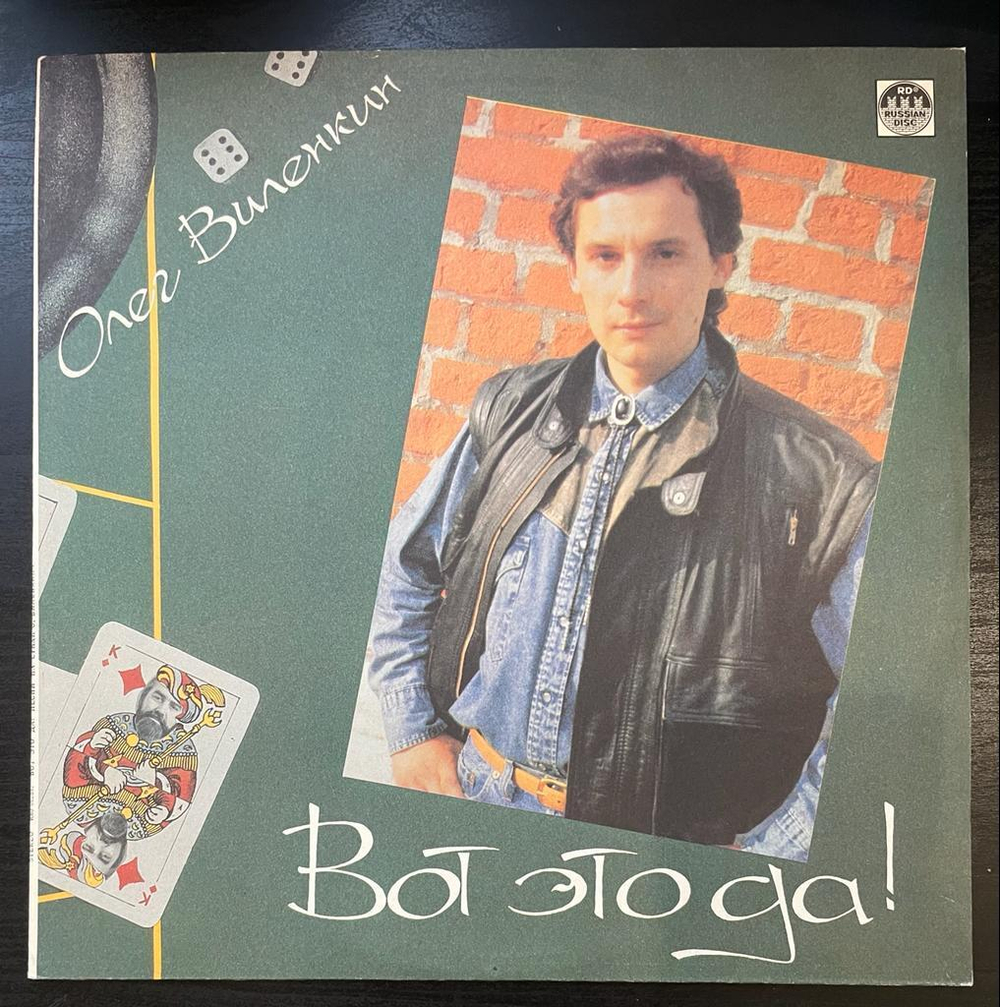 Олег Виленкин
RD®
RUSSIAN
DISC
K
K
Вот это да!